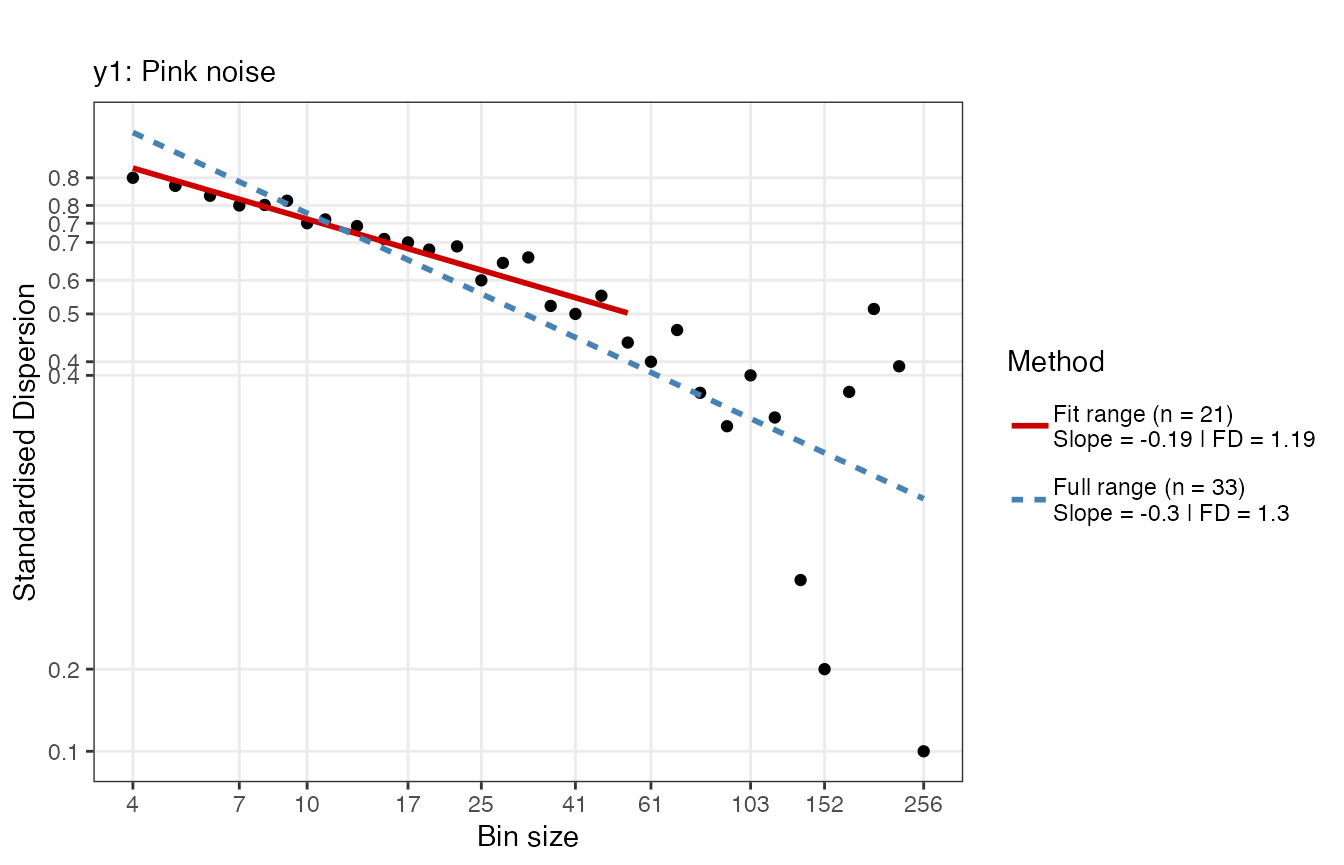 y1: Pink noise
Standardised Dispersion
0.8
0.8
0.7
0.7
0.6
0.5
0.4
0.4
0.2
0.1
4 7 10 17 25 41 61 103 152 256
Bin size
Method
Fit range (n = 21)
Slope = -0.19 | FD = 1.19
Full range (n = 33)
Slope = -0.3 | FD = 1.3